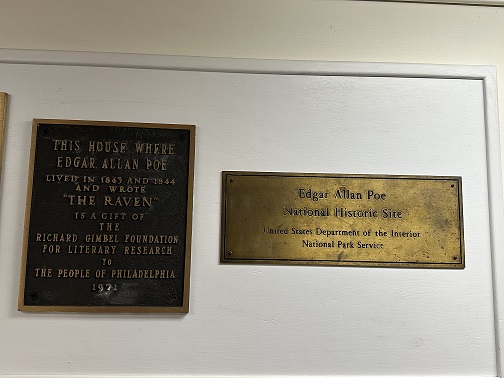 THIS HOUSE WHERE
EDGAR ALLAN POE
LIVED IN 1843 AND 1844
AND WROTE
"THE RAVEN"
IS A GIFT OF
THE
RICHARD GIMBEL FOUNDATION
FOR LITERARY RESEARCH
TO
THE PEOPLE OF PHILADELPHIA
1971
Edgar Allan Poe
National Historic Site
United States Department of the Interior
National Park Service